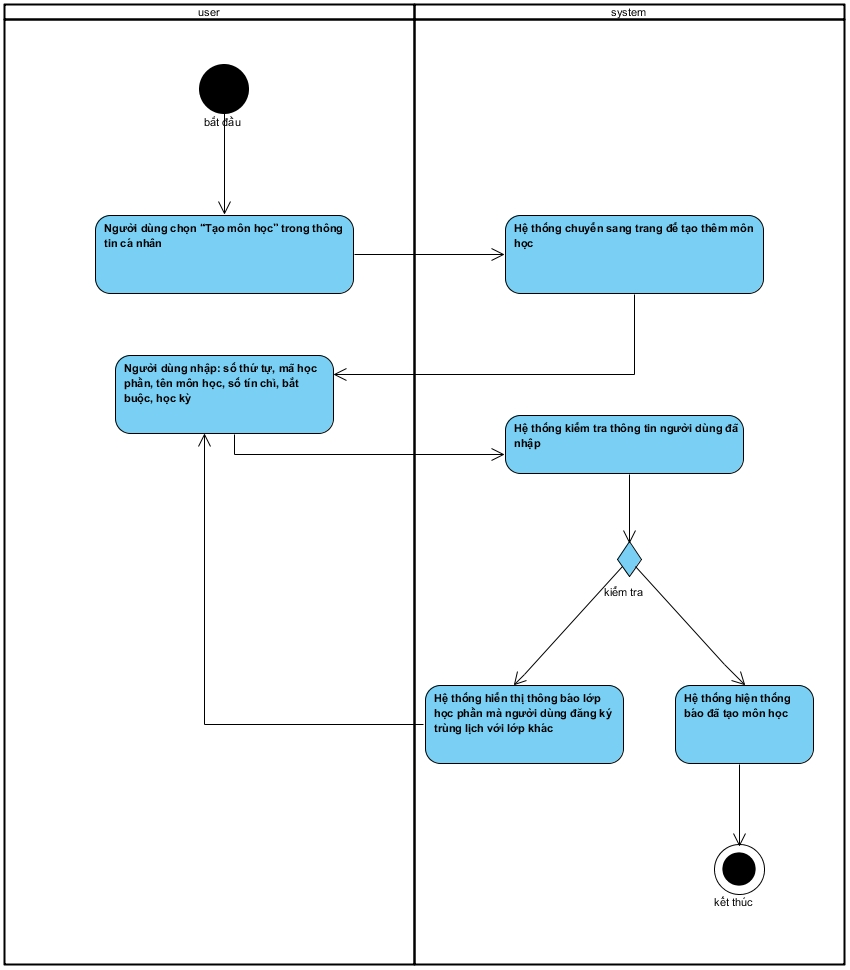 user
system
bắt đầu
Người dùng chọn “Tạo môn học” trong thông
tin cá nhân
Hệ thống chuyển sang trang để tạo thêm môn
học
Người dùng nhập: số thứ tự, mã học
phần, tên môn học, số tín chỉ, bắt
buộc, học kỳ
Hệ thống kiểm tra thông tin người dùng đã
nhập
kiểm tra
Hệ thống hiển thị thông báo lớp
học phần mà người dùng đăng ký
trùng lịch với lớp khác
Hệ thống hiện thống
báo đã tạo môn học
kết thúc